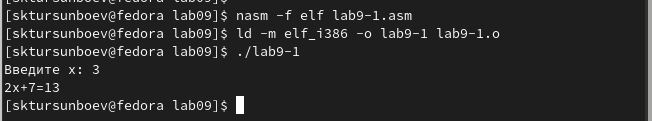 [sktursunboev@fedora lab09]$ nasm -f elf lab9-1.asm
[sktursunboev@fedora lab09]$ ld -m elf_i386 -o lab9-1 lab9-1.o
[sktursunboev@fedora lab09]$ ./lab9-1
Введите x: 3
2x+7=13
[sktursunboev@fedora lab09]$